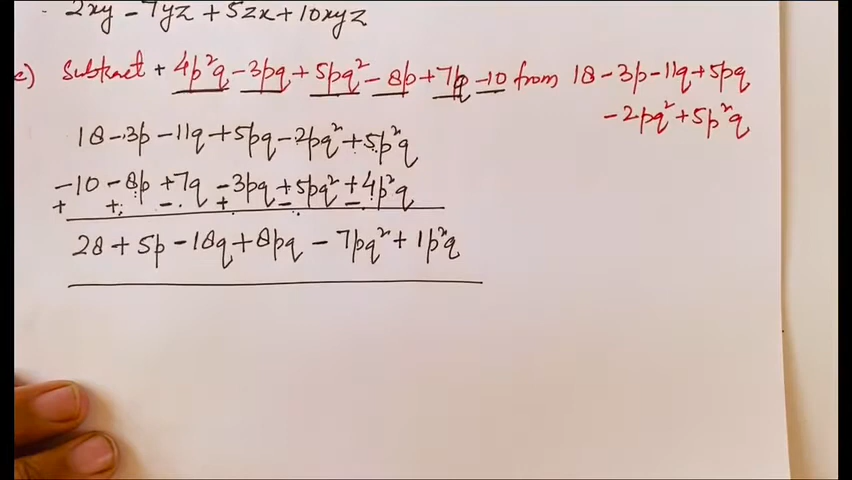 2xy - 7yz + 5zx + 10xyz
c) Subtract + 4p²q - 3pq + 5pq² - 8p + 7q - 10 from 18 - 3p - 11q + 5pq
- 2pq² + 5p²q
18 - 3p - 11q + 5pq - 2pq² + 5p²q
-10 - 8p + 7q - 3pq + 5pq² + 4p²q
+ + - + - -
28 + 5p - 18q + 8pq - 7pq² + 1p²q